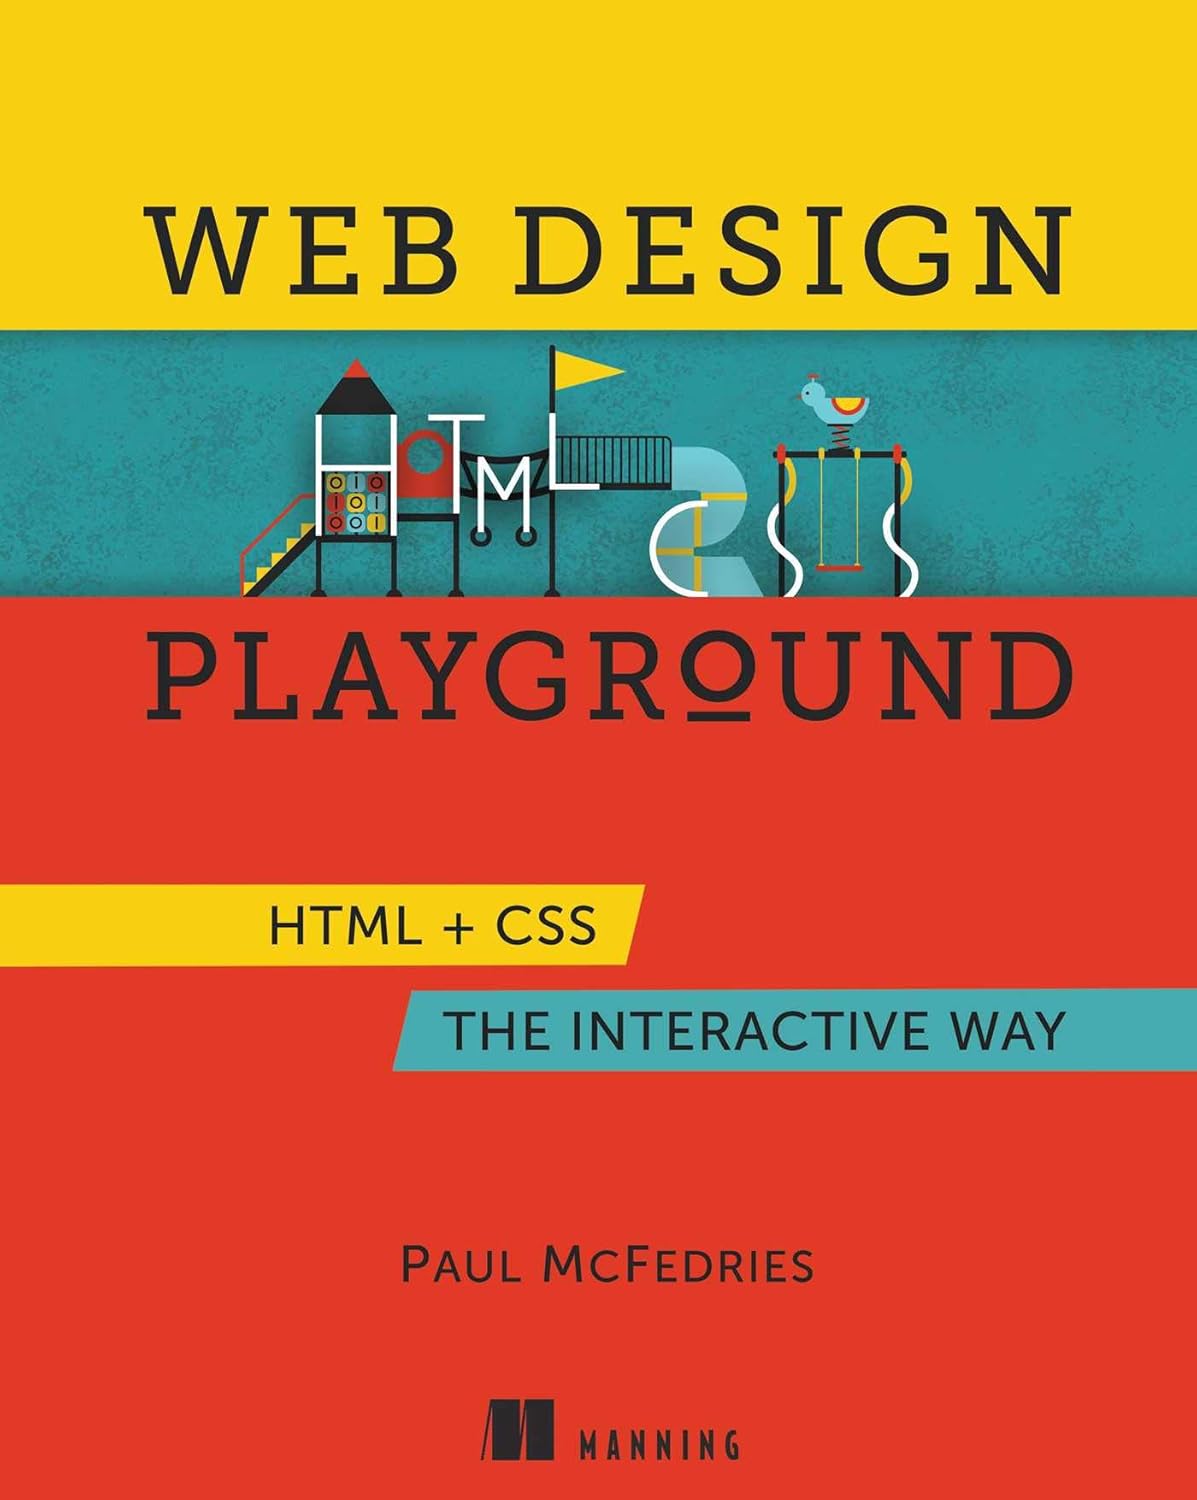 WEB DESIGN
HTML
CSS
PLAYGROUND
HTML + CSS
THE INTERACTIVE WAY
PAUL MCFEDRIES
MANNING